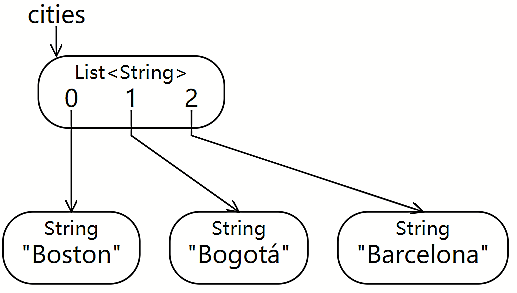 cities
List<String>
0 1 2
String
"Boston"
String
"Bogotá"
String
"Barcelona"